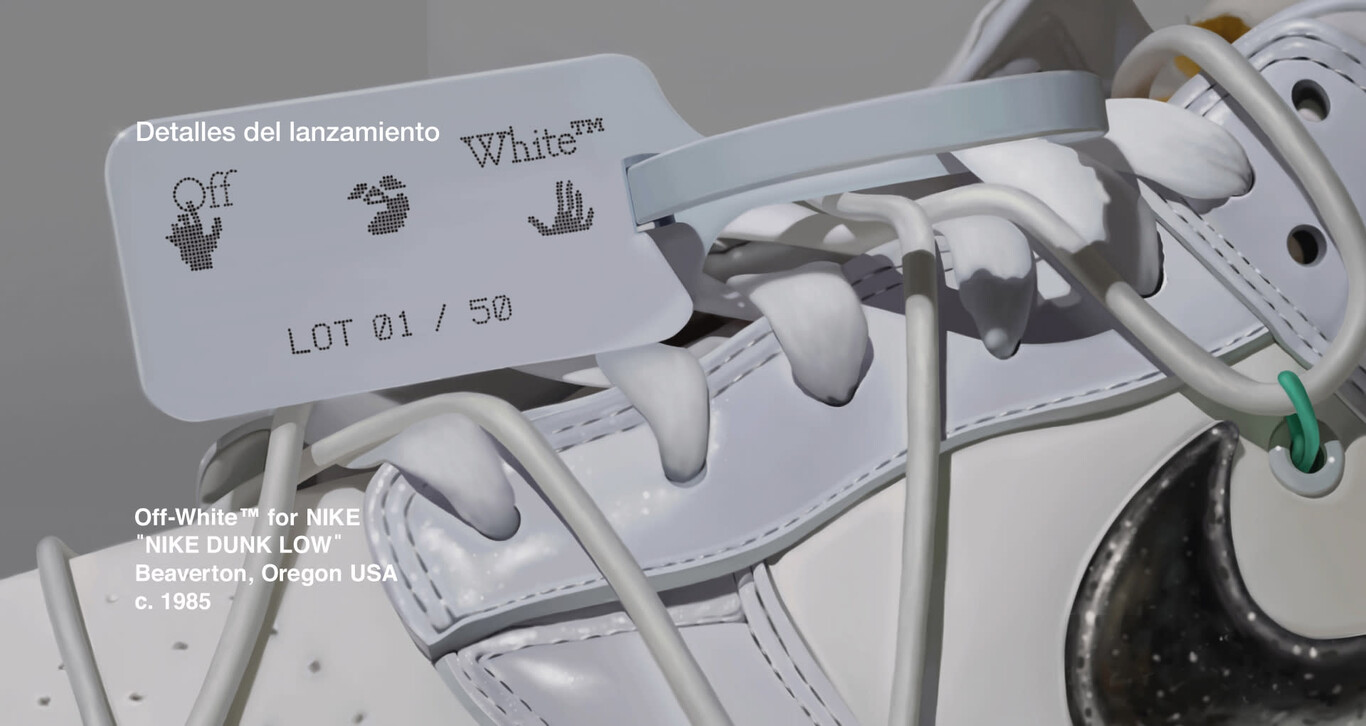 Detalles del lanzamiento
Off White™
LOT 01 / 50
Off-White™ for NIKE
"NIKE DUNK LOW"
Beaverton, Oregon USA
c. 1985